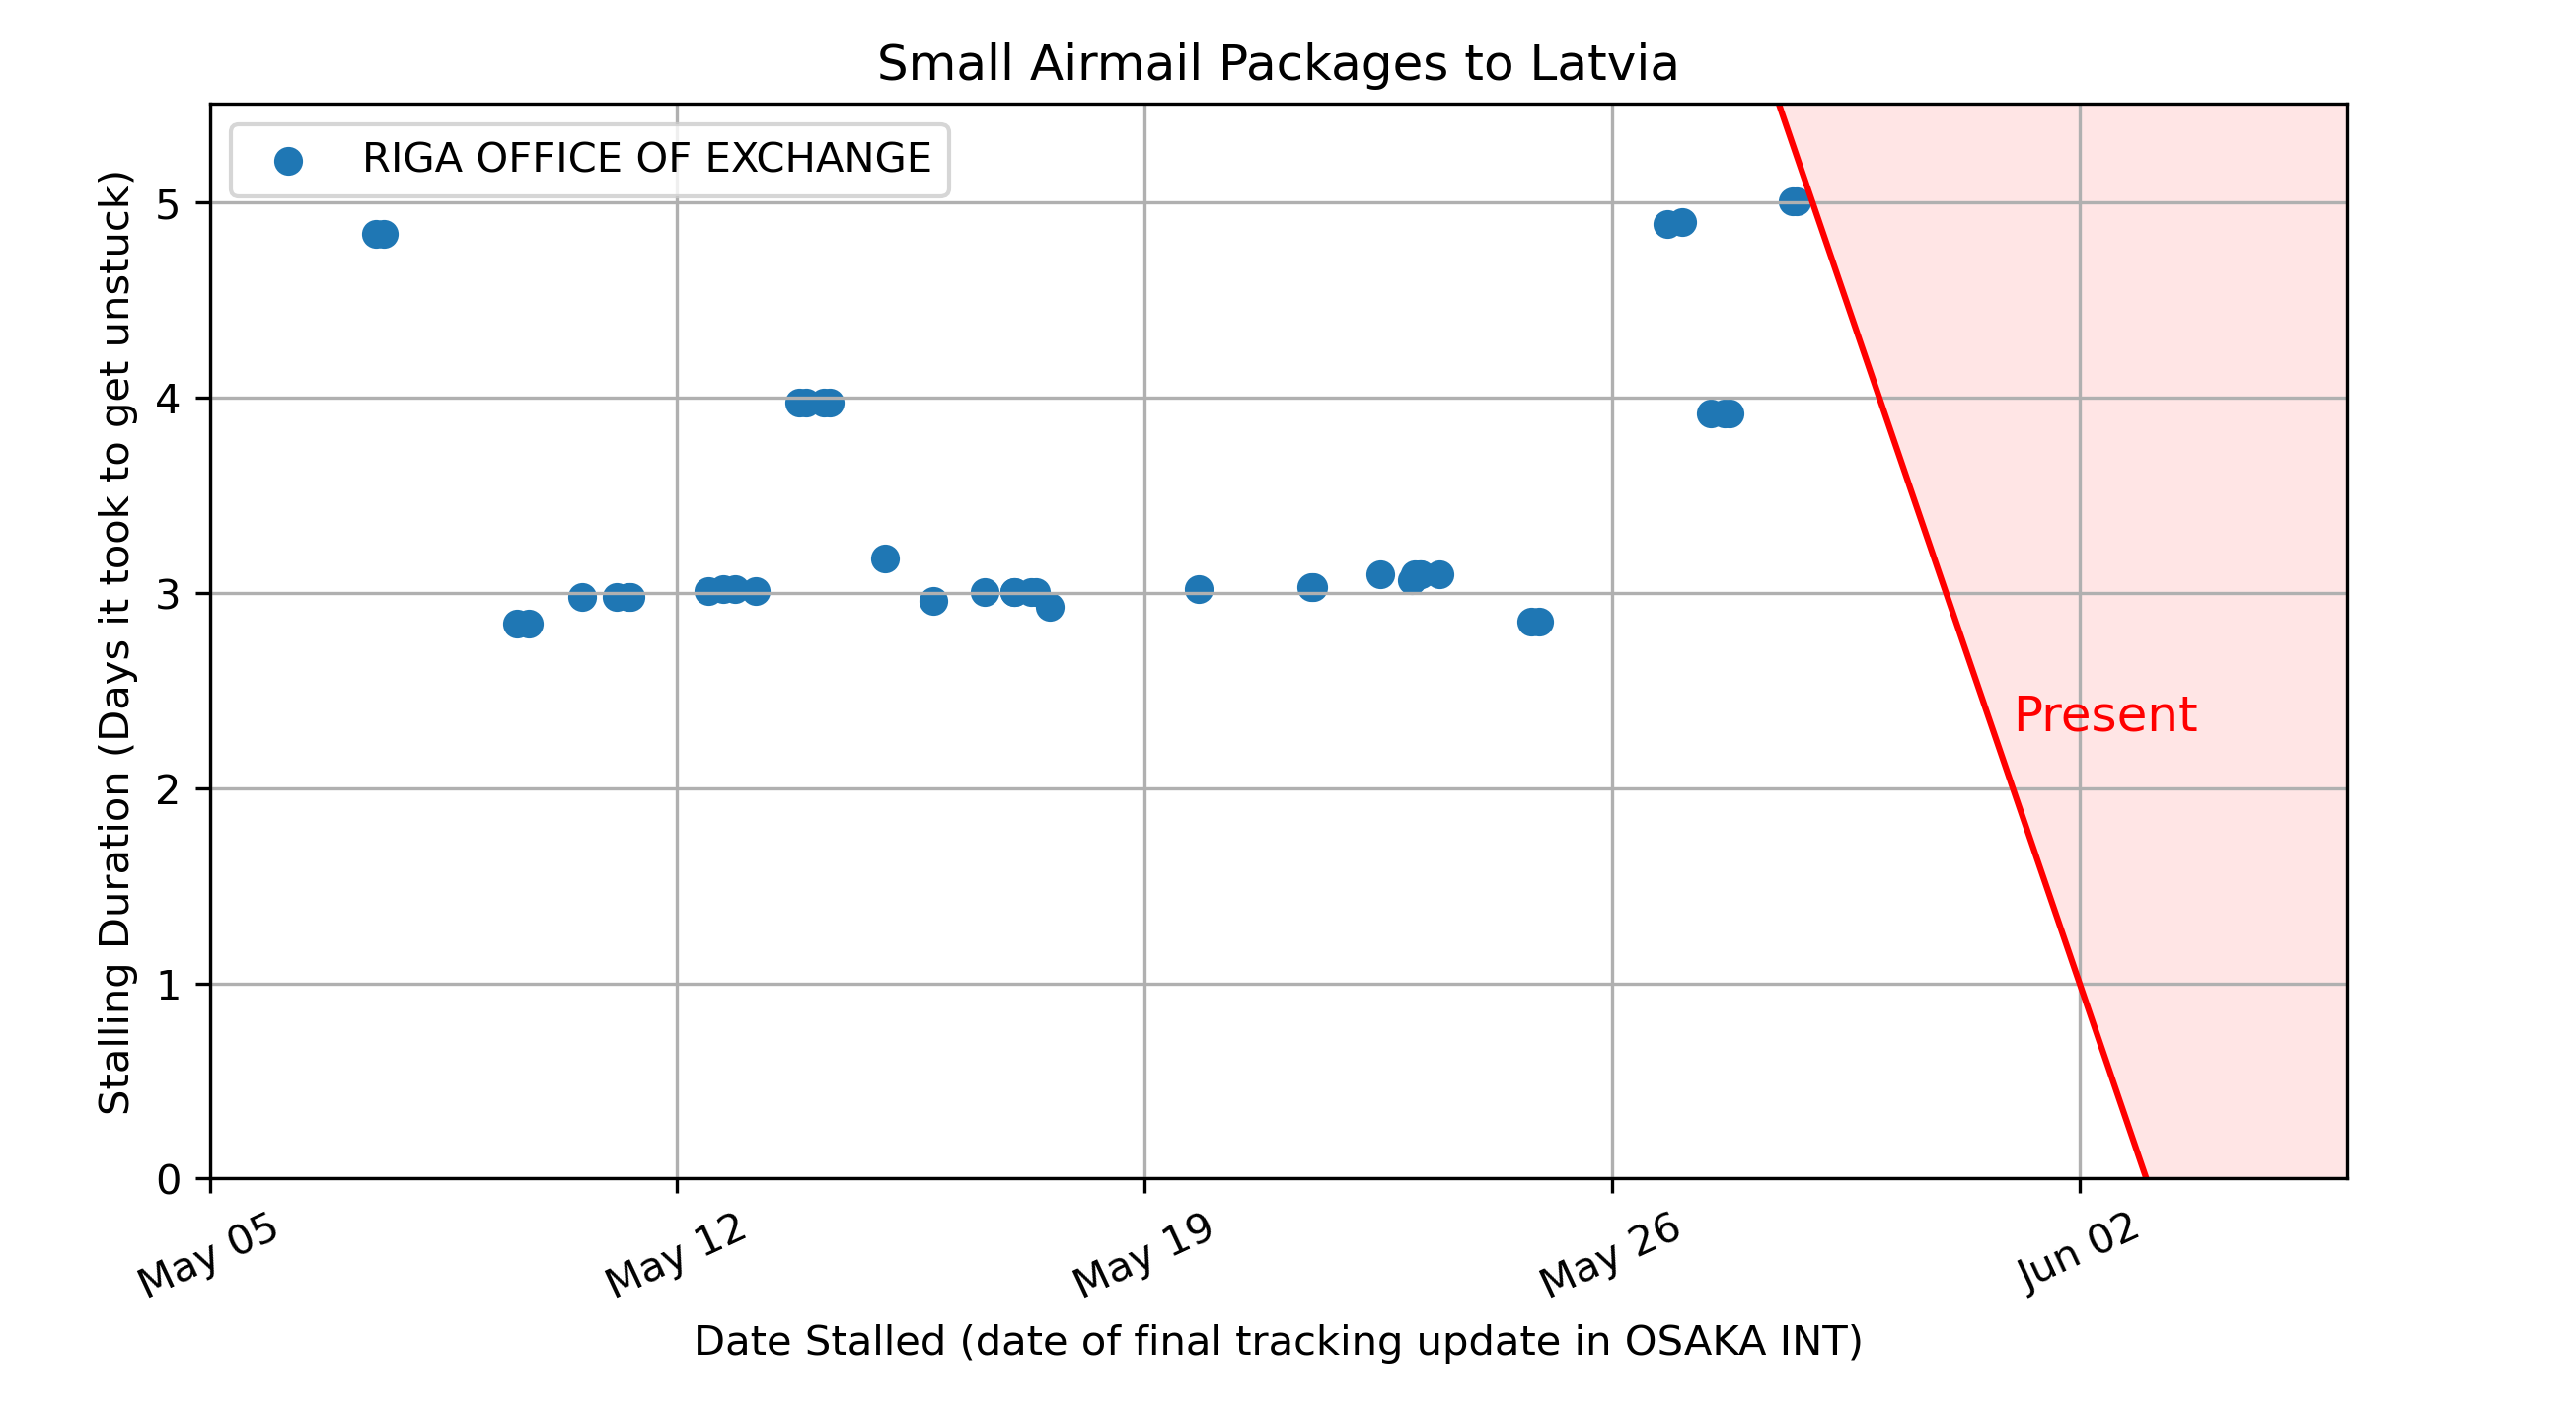 Small Airmail Packages to Latvia
RIGA OFFICE OF EXCHANGE
Stalling Duration (Days it took to get unstuck)
5
4
3
2
1
0
Present
May 05
May 12
May 19
May 26
Jun 02
Date Stalled (date of final tracking update in OSAKA INT)